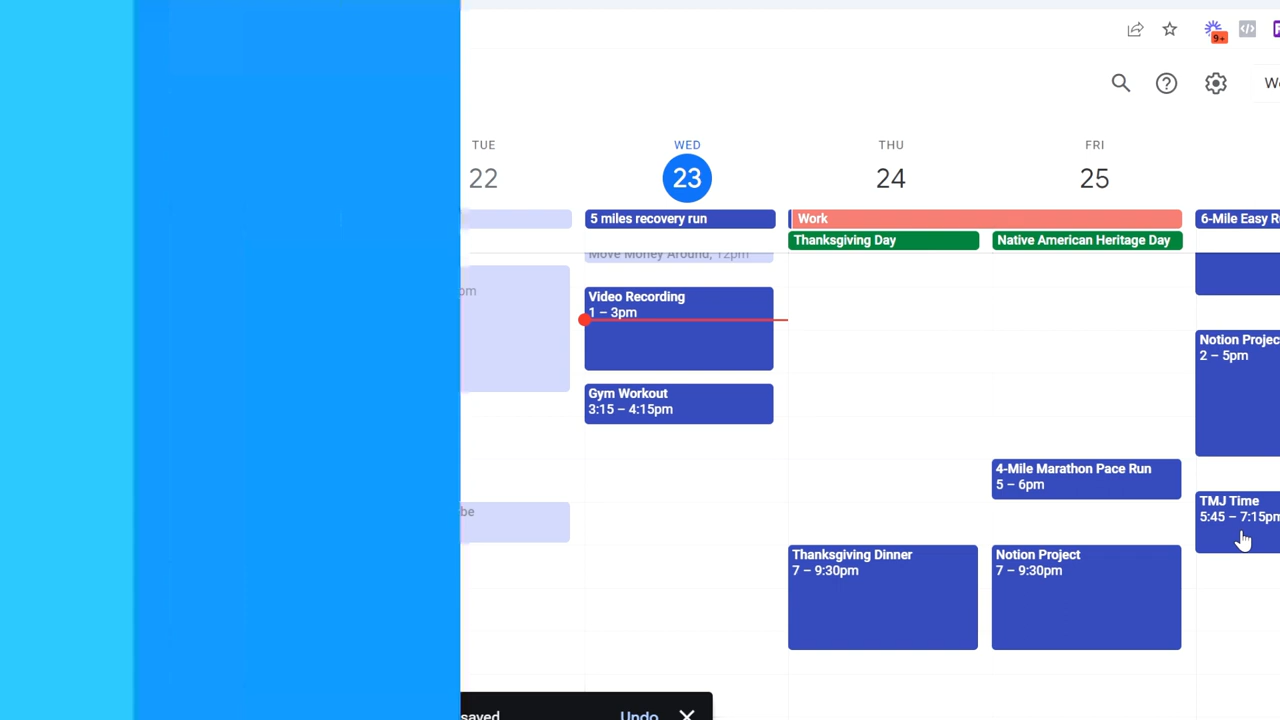 9+
TUE
WED
THU
FRI
22
23
24
25
5 miles recovery run
Work
6-Mile Easy
Thanksgiving Day
Native American Heritage Day
Move Money Around, 12pm
pm
Video Recording
1 – 3pm
Notion
2 – 5pm
Gym Workout
3:15 – 4:15pm
4-Mile Marathon Pace Run
5 – 6pm
TMJ Time
5:45 – 7:15pm
be
Thanksgiving Dinner
7 – 9:30pm
Notion Project
7 – 9:30pm
saved
Undo